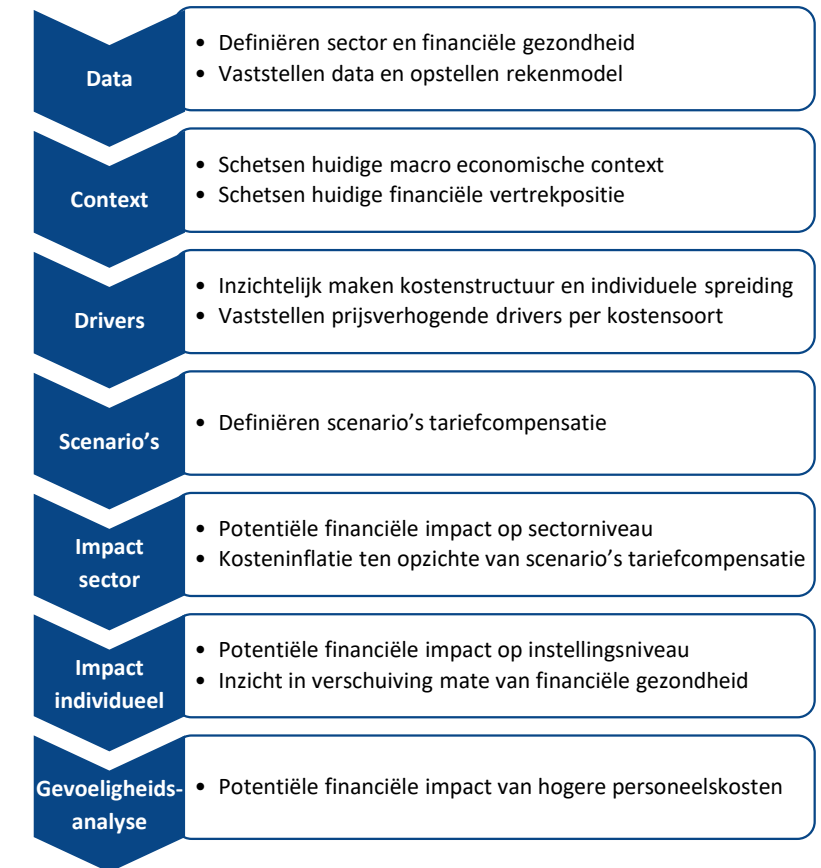 Data
• Definiëren sector en financiële gezondheid
• Vaststellen data en opstellen rekenmodel
Context
• Schetsen huidige macro economische context
• Schetsen huidige financiële vertrekpositie
Drivers
• Inzichtelijk maken kostenstructuur en individuele spreiding
• Vaststellen prijsverhogende drivers per kostensoort
Scenario’s
• Definiëren scenario’s tariefcompensatie
Impact
sector
• Potentiële financiële impact op sectorniveau
• Kosteninflatie ten opzichte van scenario’s tariefcompensatie
Impact
individueel
• Potentiële financiële impact op instellingsniveau
• Inzicht in verschuiving mate van financiële gezondheid
Gevoeligheids-
analyse
• Potentiële financiële impact van hogere personeelskosten